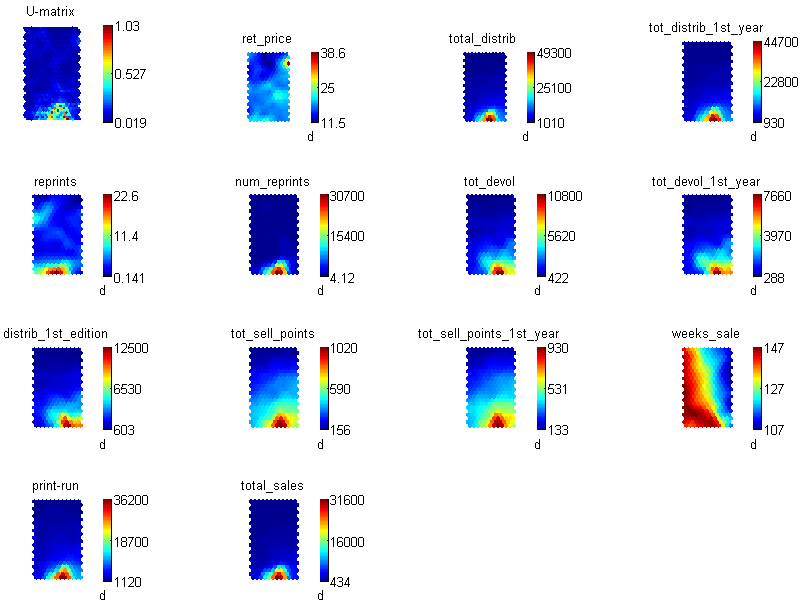 U-matrix
1.03
0.527
0.019
ret_price
38.6
25
11.5
d
total_distrib
49300
25100
1010
d
tot_distrib_1st_year
44700
22800
930
d
reprints
22.6
11.4
0.141
d
num_reprints
30700
15400
4.12
d
tot_devol
10800
5620
422
d
tot_devol_1st_year
7660
3970
288
d
distrib_1st_edition
12500
6530
603
d
tot_sell_points
1020
590
156
d
tot_sell_points_1st_year
930
531
133
d
weeks_sale
147
127
107
d
print-run
36200
18700
1120
d
total_sales
31600
16000
434
d